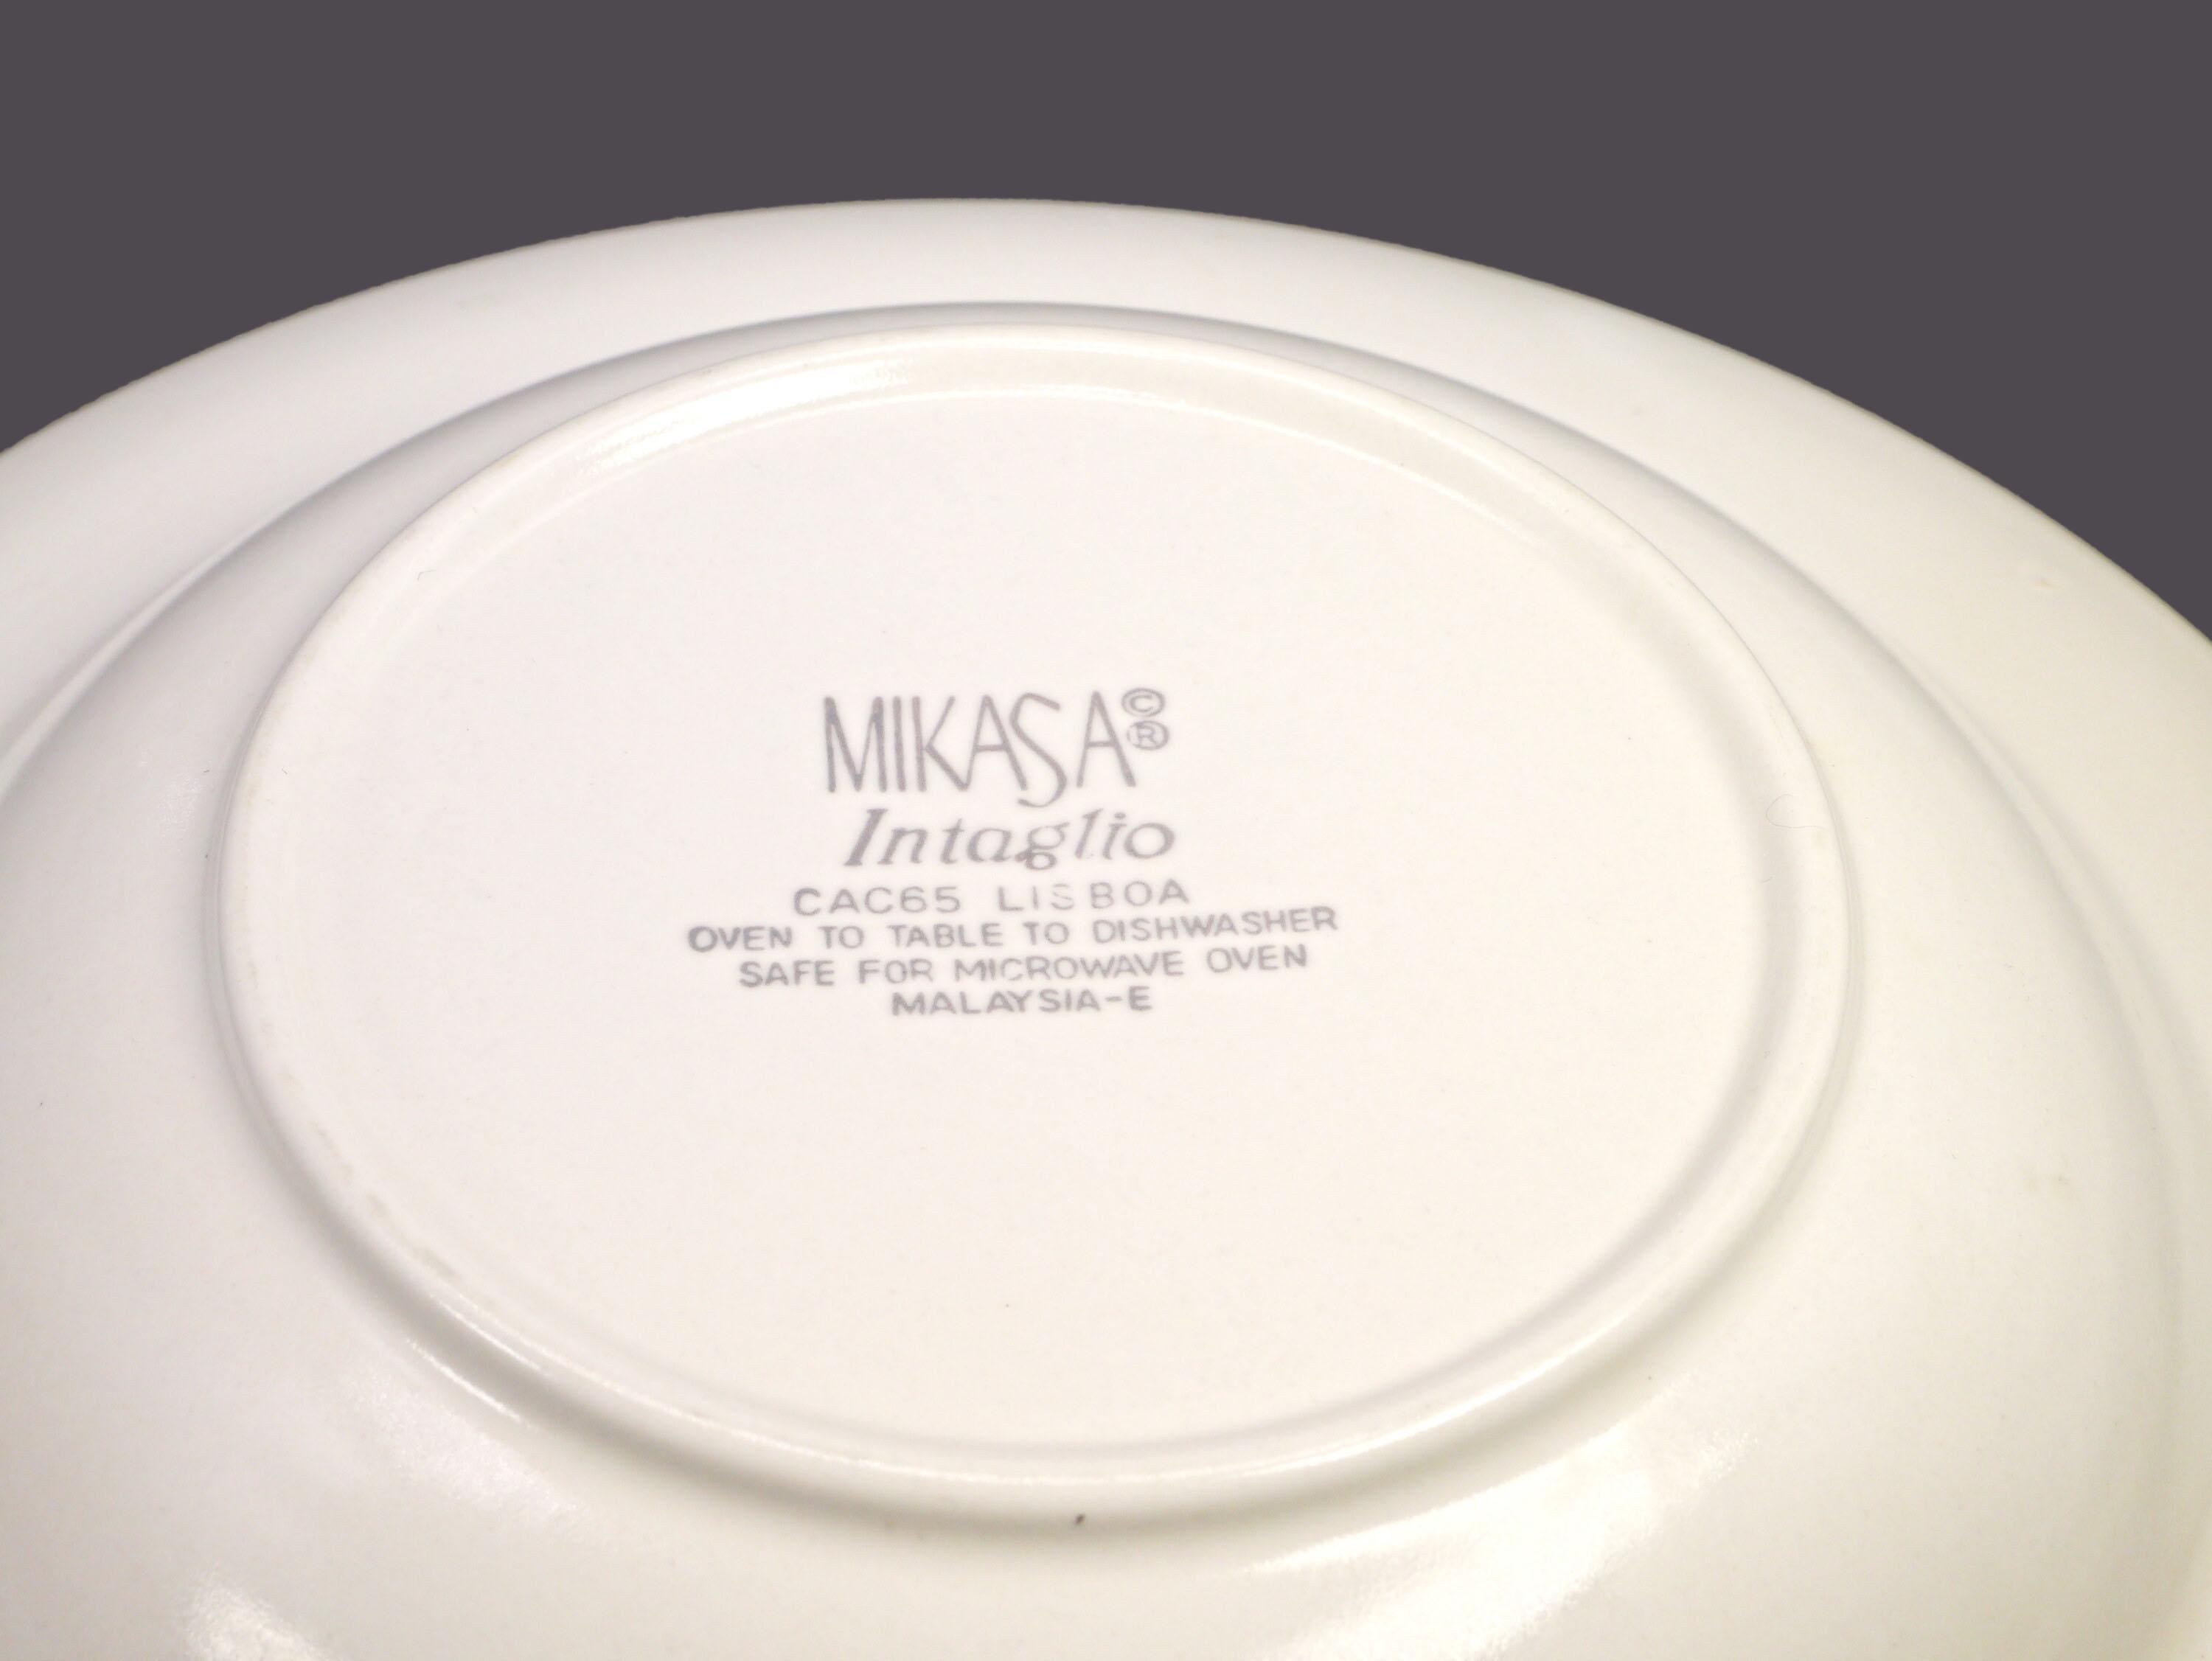 MIKASA©®
Intaglio
CAC65 LISBOA
OVEN TO TABLE TO DISHWASHER
SAFE FOR MICROWAVE OVEN
MALAYSIA-E